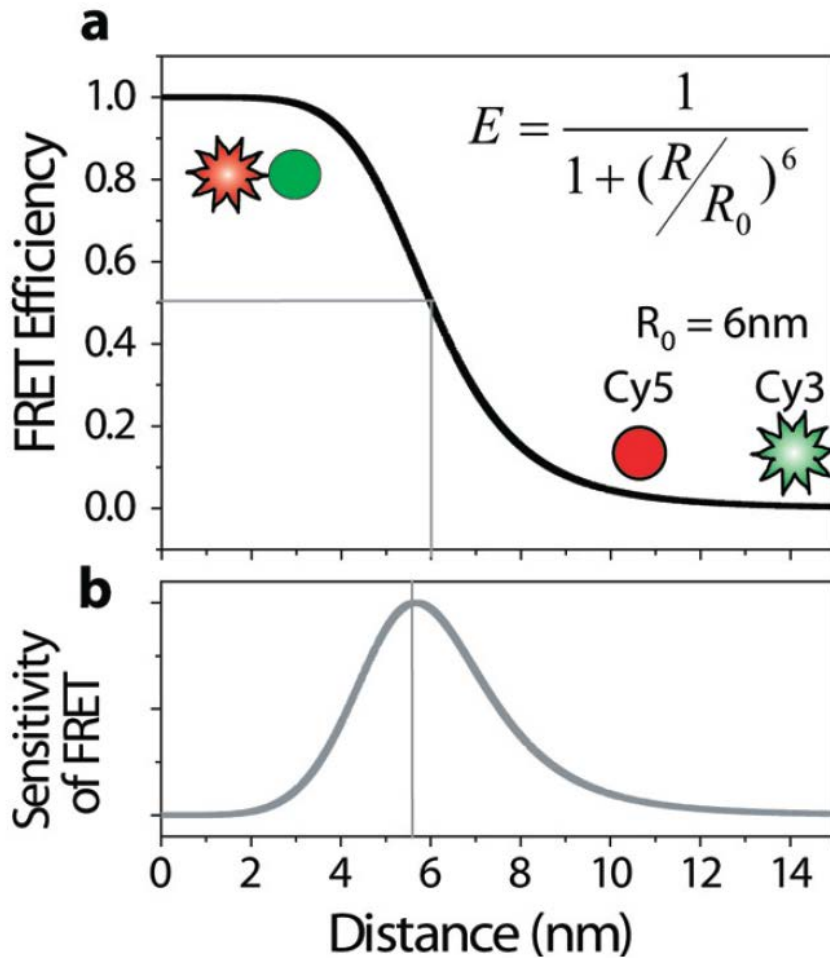 a
FRET Efficiency
1.0
0.8
0.6
0.4
0.2
0.0
E = 1 / 1 + (R/R₀)⁶
R₀ = 6nm
Cy5 Cy3
b
Sensitivity
of FRET
0 2 4 6 8 10 12 14
Distance (nm)